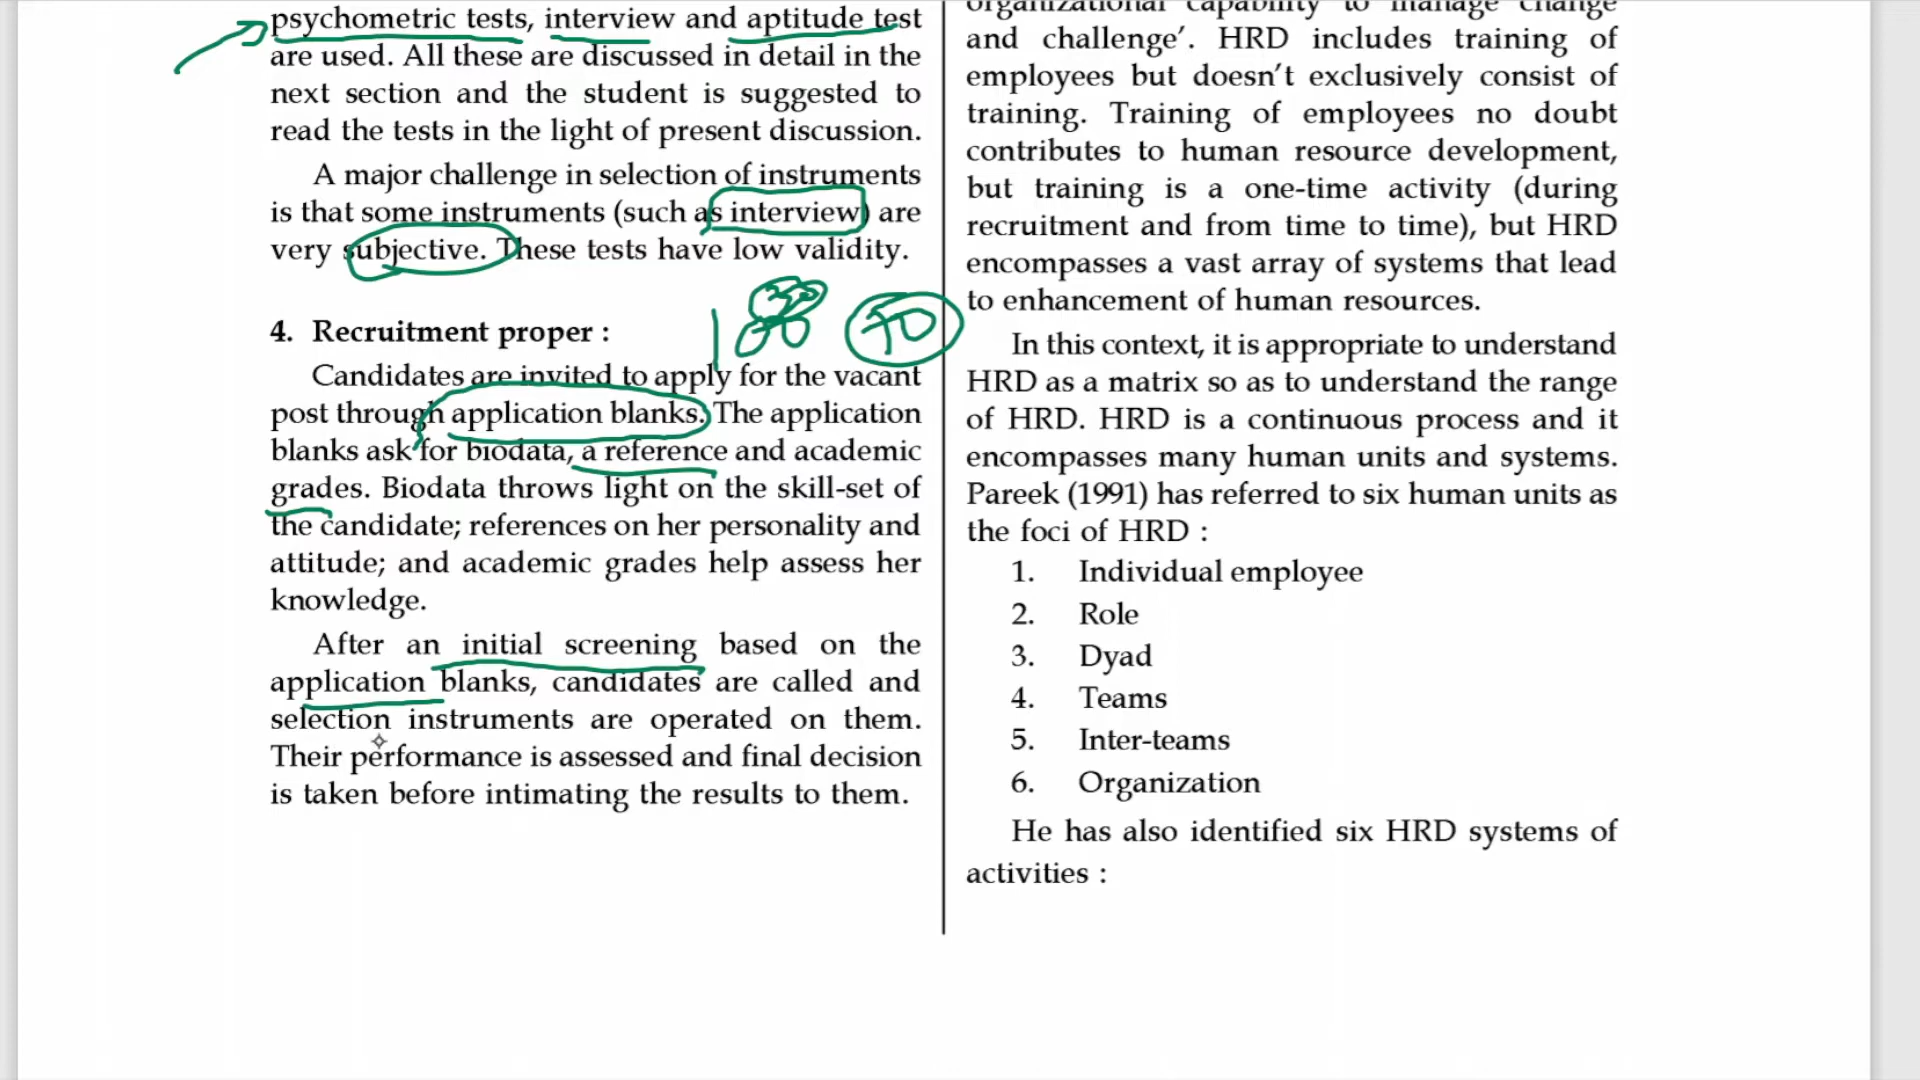 psychometric tests, interview and aptitude test
are used. All these are discussed in detail in the
next section and the student is suggested to
read the tests in the light of present discussion.
A major challenge in selection of instruments
is that some instruments (such as interview) are
very subjective. These tests have low validity.
4. Recruitment proper :
Candidates are invited to apply for the vacant
post through application blanks. The application
blanks ask for biodata, a reference and academic
grades. Biodata throws light on the skill-set of
the candidate; references on her personality and
attitude; and academic grades help assess her
knowledge.
After an initial screening based on the
application blanks, candidates are called and
selection instruments are operated on them.
Their performance is assessed and final decision
is taken before intimating the results to them.
organizational capability to manage change
and challenge’. HRD includes training of
employees but doesn’t exclusively consist of
training. Training of employees no doubt
contributes to human resource development,
but training is a one-time activity (during
recruitment and from time to time), but HRD
encompasses a vast array of systems that lead
to enhancement of human resources.
In this context, it is appropriate to understand
HRD as a matrix so as to understand the range
of HRD. HRD is a continuous process and it
encompasses many human units and systems.
Pareek (1991) has referred to six human units as
the foci of HRD :
1. Individual employee
2. Role
3. Dyad
4. Teams
5. Inter-teams
6. Organization
He has also identified six HRD systems of
activities :